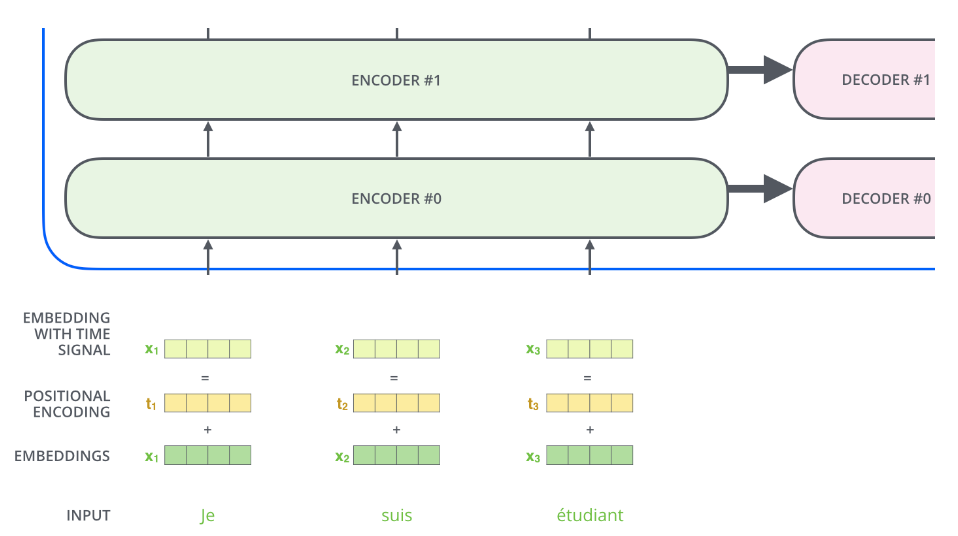 ENCODER #1
DECODER #1
ENCODER #0
DECODER #0
EMBEDDING
WITH TIME
SIGNAL
x1
x2
x3
=
=
=
POSITIONAL
ENCODING
t1
t2
t3
+
+
+
EMBEDDINGS
x1
x2
x3
INPUT
Je
suis
étudiant